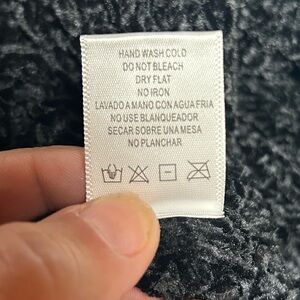 HAND WASH COLD
DO NOT BLEACH
DRY FLAT
NO IRON
LAVADO A MANO CON AGUA FRIA
NO USE BLANQUEADOR
SECAR SOBRE UNA MESA
NO PLANCHAR